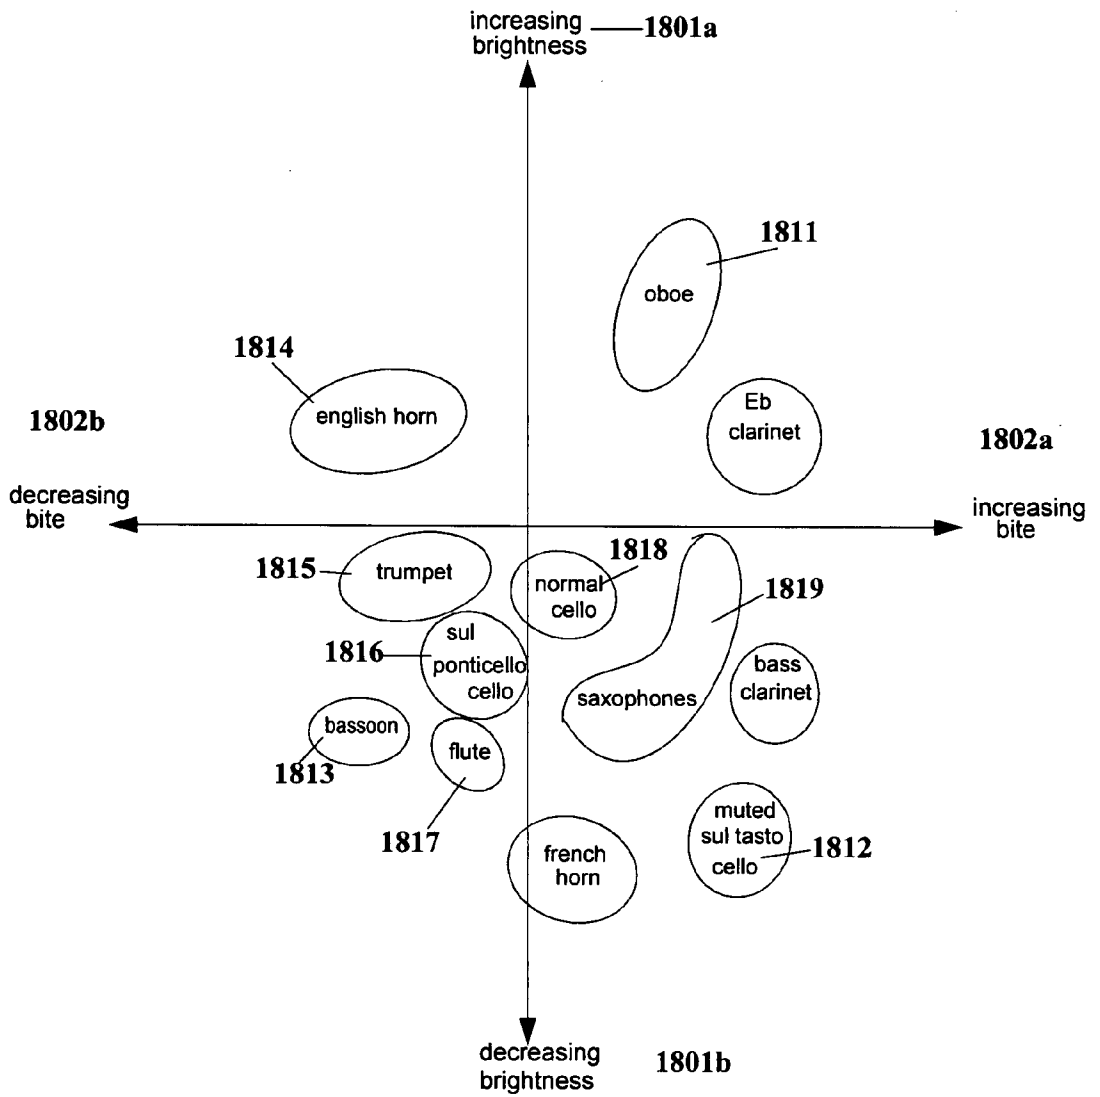 increasing
brightness
1801a
1811
oboe
1814
english horn
Eb
clarinet
1802b
1802a
decreasing
bite
increasing
bite
1815
trumpet
1818
normal
cello
1819
1816
sul
ponticello
cello
bass
clarinet
saxophones
bassoon
1813
flute
1817
muted
sul tasto
cello
1812
french
horn
decreasing
brightness
1801b